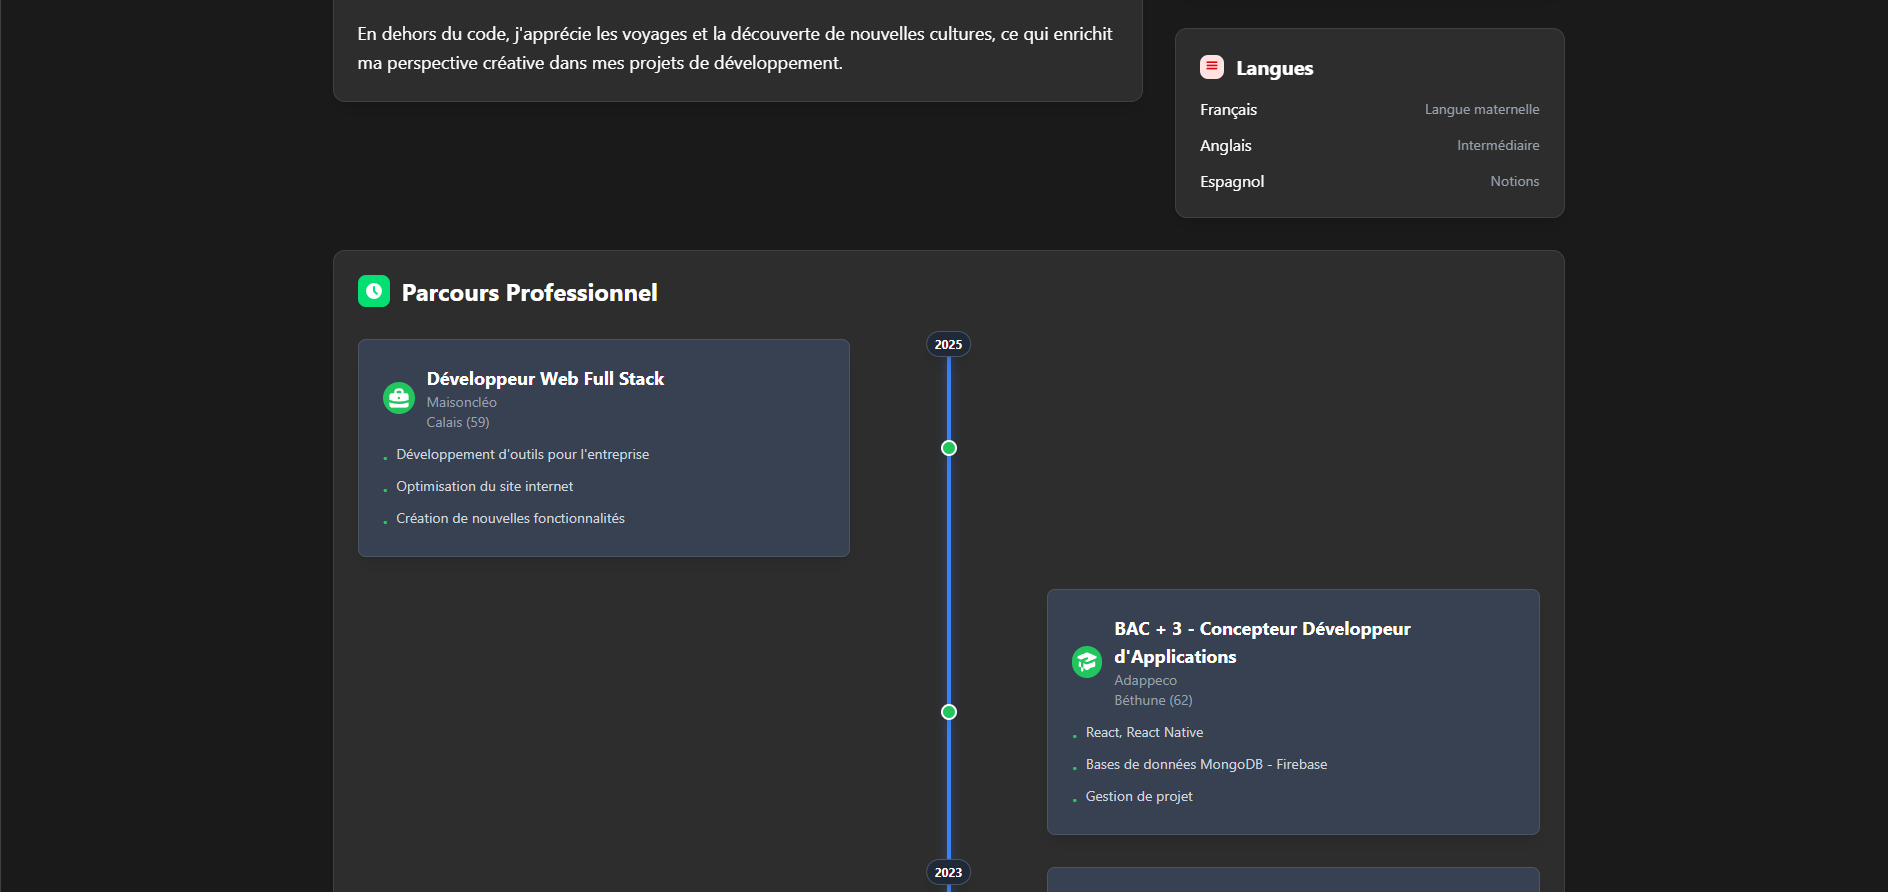 En dehors du code, j'apprécie les voyages et la découverte de nouvelles cultures, ce qui enrichit
ma perspective créative dans mes projets de développement.
Langues
Français Langue maternelle
Anglais Intermédiaire
Espagnol Notions
Parcours Professionnel
2025
Développeur Web Full Stack
Maisoncléo
Calais (59)
Développement d'outils pour l'entreprise
Optimisation du site internet
Création de nouvelles fonctionnalités
BAC + 3 - Concepteur Développeur
d'Applications
Adappeco
Béthune (62)
React, React Native
Bases de données MongoDB - Firebase
Gestion de projet
2023